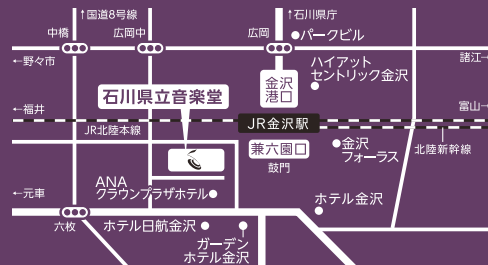 ↑国道8号線
↑石川県庁
中橋
広岡中
広岡
パークビル
←野々市
諸江→
ハイアット
セントリック金沢
金沢
港口
石川県立音楽堂
←福井
富山→
JR金沢駅
JR北陸本線
兼六園口
金沢
フォーラス
北陸新幹線
鼓門
ANA
クラウンプラザホテル
←元車
ホテル金沢
六枚
ホテル日航金沢
ガーデン
ホテル金沢